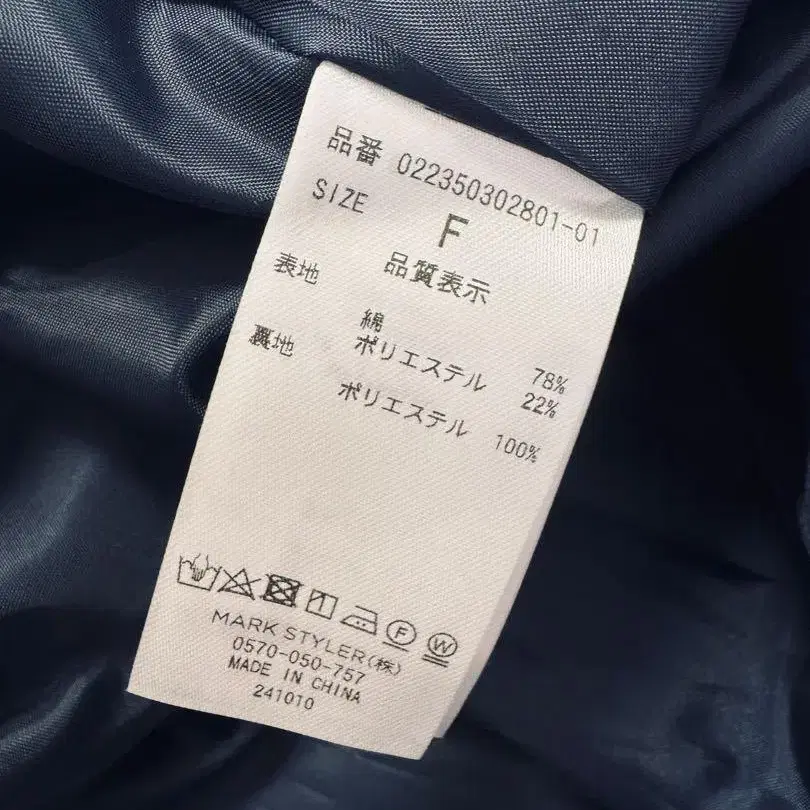 品番 022350302801-01
SIZE F
品質表示
表地
綿 78%
ポリエステル 22%
裏地
ポリエステル 100%
F W
MARK STYLER(株)
0570-050-757
MADE IN CHINA
241010